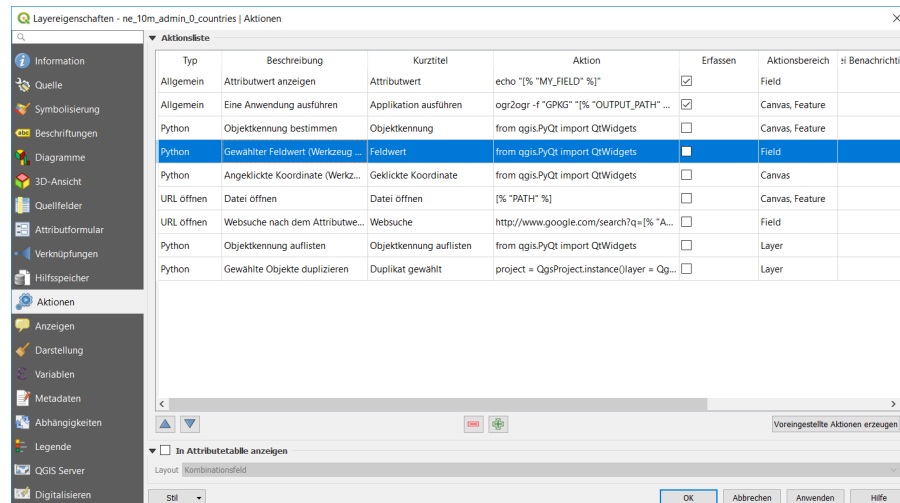 Layereigenschaften - ne_10m_admin_0_countries | Aktionen
Information
Quelle
Symbolisierung
abc Beschriftungen
Diagramme
3D-Ansicht
Quellfelder
Attributformular
Verknüpfungen
Hilfsspeicher
Aktionen
Anzeigen
Darstellung
Variablen
Metadaten
Abhängigkeiten
Legende
QGIS Server
Digitalisieren
Aktionsliste
Typ Beschreibung Kurztitel Aktion Erfassen Aktionsbereich ei Benachrichti
Allgemein Attributwert anzeigen Attributwert echo "[% "MY_FIELD" %]" Field
Allgemein Eine Anwendung ausführen Applikation ausführen ogr2ogr -f "GPKG" "[% "OUTPUT_PATH" ... Canvas, Feature
Python Objektkennung bestimmen Objektkennung from qgis.PyQt import QtWidgets Canvas, Feature
Python Gewählter Feldwert (Werkzeug ... Feldwert from qgis.PyQt import QtWidgets Field
Python Angeklickte Koordinate (Werkz... Geklickte Koordinate from qgis.PyQt import QtWidgets Canvas
URL öffnen Datei öffnen Datei öffnen [% "PATH" %] Canvas, Feature
URL öffnen Websuche nach dem Attributwe... Websuche http://www.google.com/search?q=[% "A... Field
Python Objektkennung auflisten Objektkennung auflisten from qgis.PyQt import QtWidgets Layer
Python Gewählte Objekte duplizieren Duplikat gewählt project = QgsProject.instance()layer = Qg... Layer
Voreingestellte Aktionen erzeugen
In Attributetablle anzeigen
Layout Kombinationsfeld
Stil OK Abbrechen Anwenden Hilfe